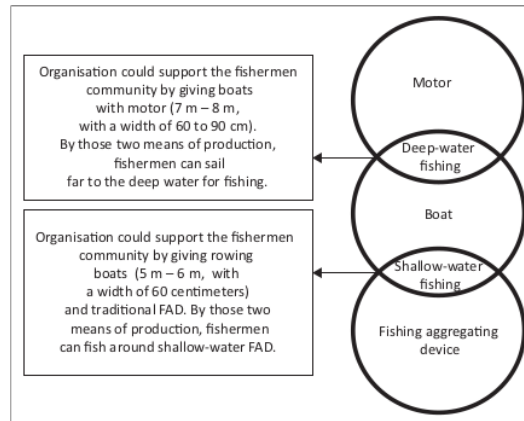 Organisation could support the fishermen
community by giving boats
with motor (7 m – 8 m,
with a width of 60 to 90 cm).
By those two means of production,
fishermen can sail
far to the deep water for fishing.
Organisation could support the fishermen
community by giving rowing
boats (5 m – 6 m, with
a width of 60 centimeters)
and traditional FAD. By those two
means of production, fishermen
can fish around shallow-water FAD.
Motor
Deep-water
fishing
Boat
Shallow-water
fishing
Fishing aggregating
device